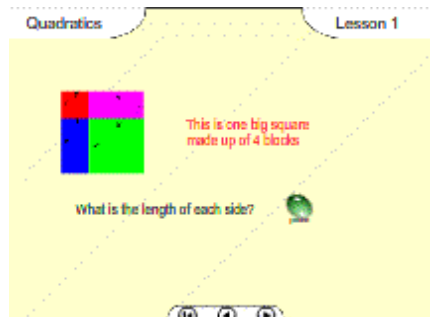 Quadratics
Lesson 1
This is one big square
made up of 4 blocks
What is the length of each side?